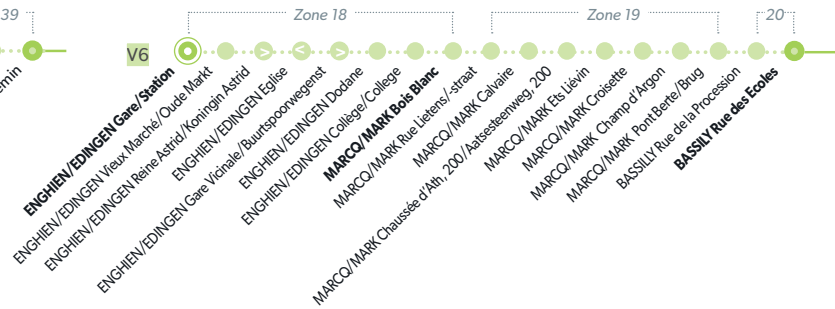 39
Zone 18
Zone 19
20
V6
> < >
emin
ENGHIEN/EDINGEN Gare/Station
ENGHIEN/EDINGEN Vieux Marché/Oude Markt
ENGHIEN/EDINGEN Reine Astrid/Koningin Astrid
ENGHIEN/EDINGEN Eglise
ENGHIEN/EDINGEN Gare Vicinale/Buurtspoorwegenst
ENGHIEN/EDINGEN Dodane
ENGHIEN/EDINGEN Collège/College
MARCQ/MARK Bois Blanc
MARCQ/MARK Rue Lietens/-straat
MARCQ/MARK Calvaire
MARCQ/MARK Chaussée d'Ath, 200/Aatsesteenweg, 200
MARCQ/MARK Ets Liévin
MARCQ/MARK Croisette
MARCQ/MARK Champ d'Argon
MARCQ/MARK Pont Berte/Brug
BASSILY Rue de la Procession
BASSILY Rue des Ecoles